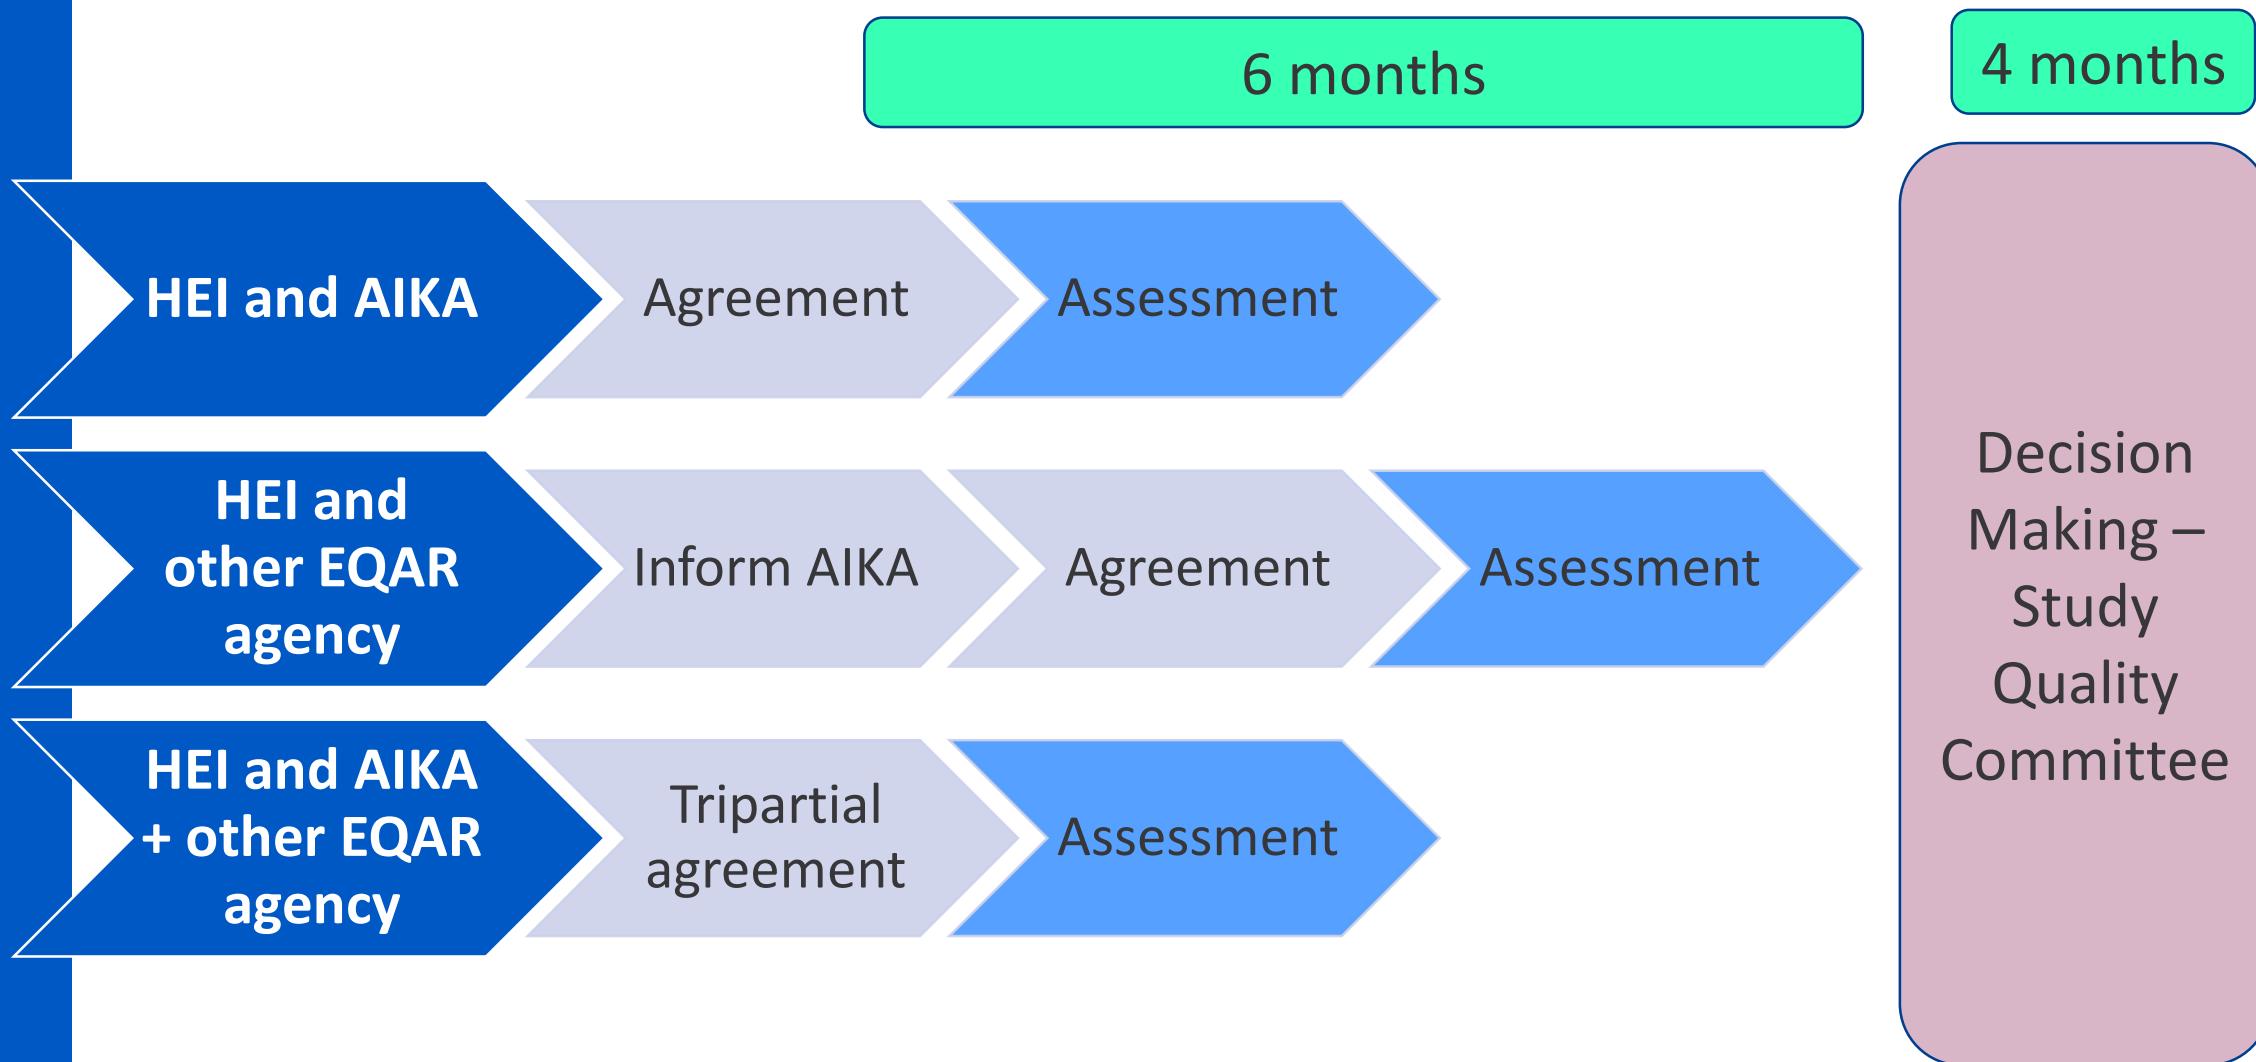 6 months
4 months
HEI and AIKA
Agreement
Assessment
HEI and
other EQAR
agency
Inform AIKA
Agreement
Assessment
HEI and AIKA
+ other EQAR
agency
Tripartial
agreement
Assessment
Decision
Making –
Study
Quality
Committee